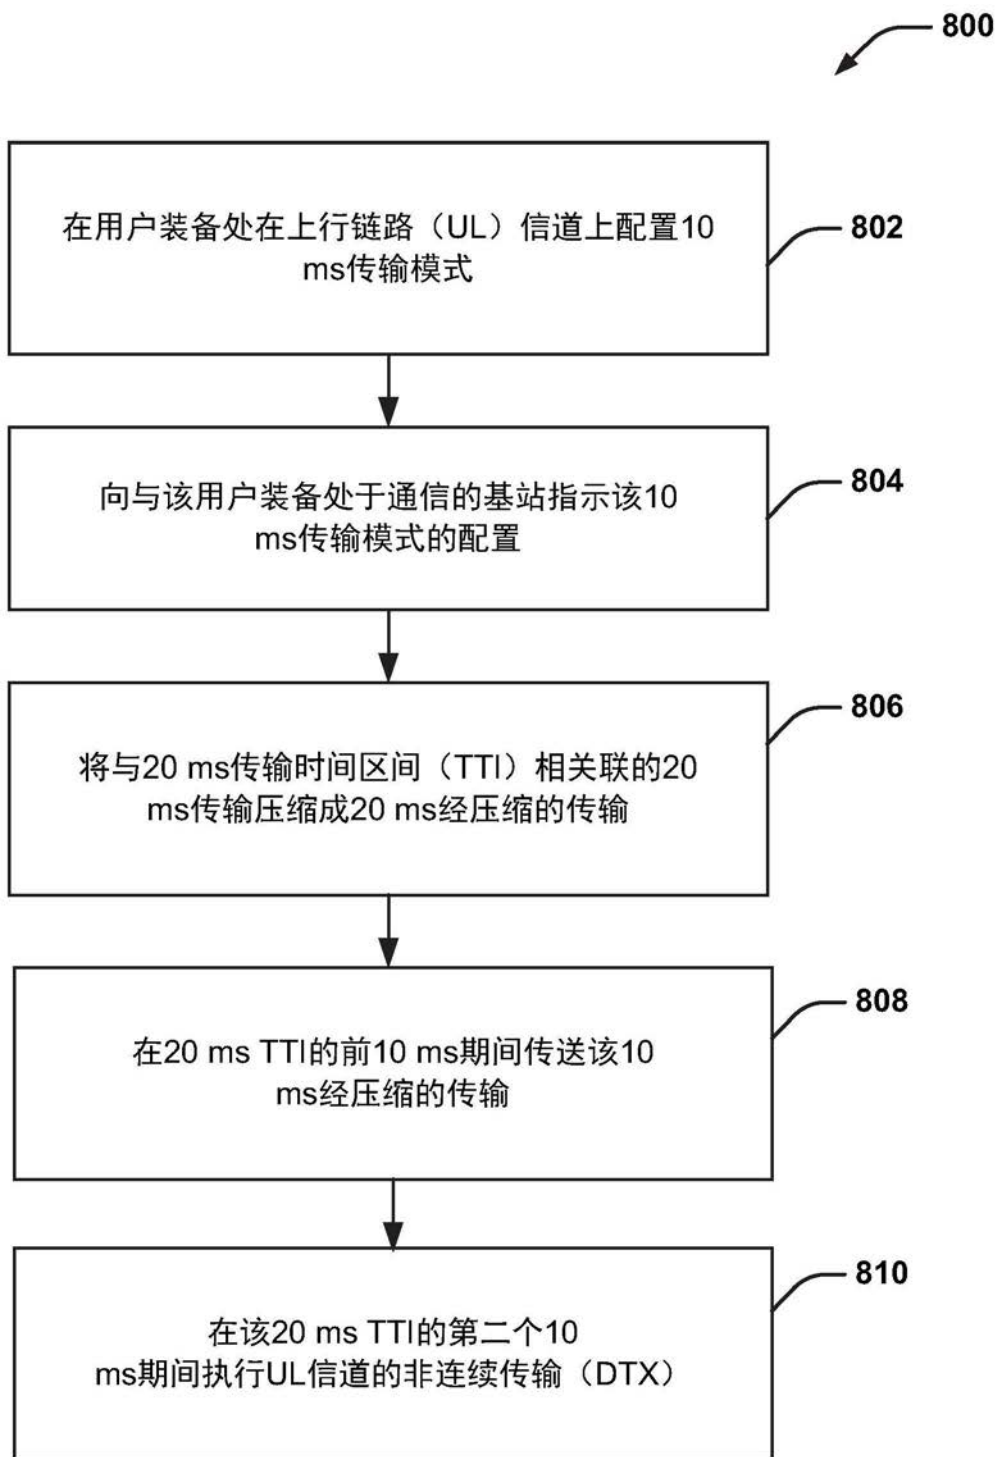 800
在用户装备处在上行链路（UL）信道上配置10
ms传输模式
802
向与该用户装备处于通信的基站指示该10
ms传输模式的配置
804
将与20 ms传输时间区间（TTI）相关联的20
ms传输压缩成20 ms经压缩的传输
806
在20 ms TTI的前10 ms期间传送该10
ms经压缩的传输
808
在该20 ms TTI的第二个10
ms期间执行UL信道的非连续传输（DTX）
810